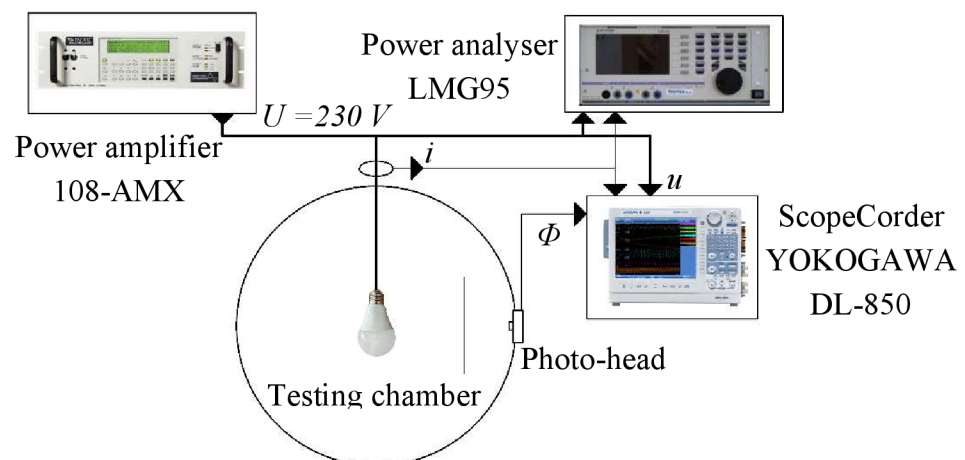 Power analyser
LMG95
U =230 V
Power amplifier
108-AMX
i
u
Φ
ScopeCorder
YOKOGAWA
DL-850
Photo-head
Testing chamber